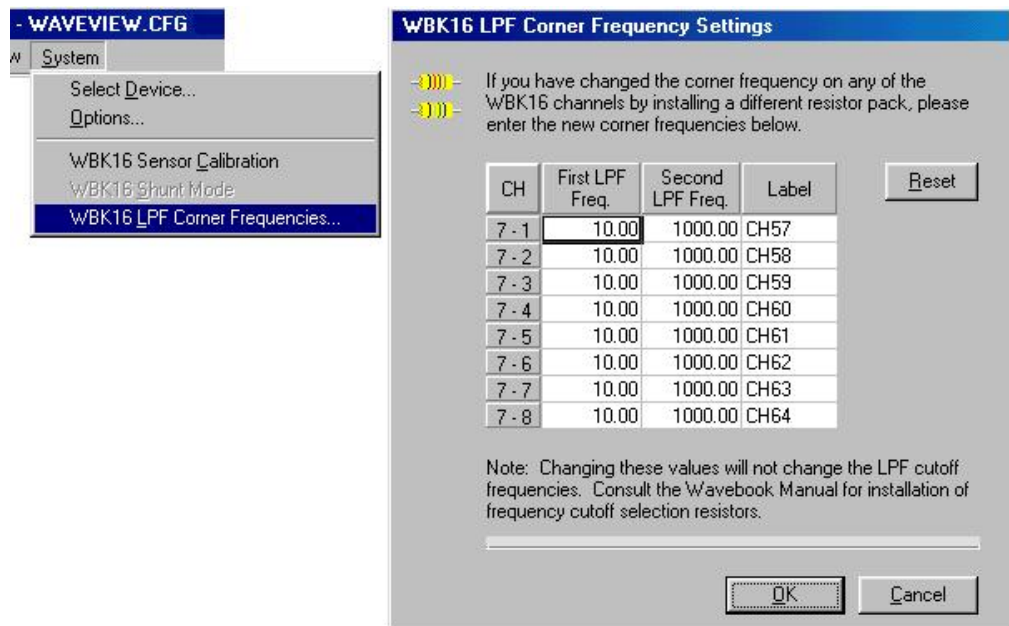 - WAVEVIEW.CFG
w System
Select Device...
Options...
WBK16 Sensor Calibration
WBK16 Shunt Mode
WBK16 LPF Corner Frequencies...
WBK16 LPF Corner Frequency Settings
If you have changed the corner frequency on any of the
WBK16 channels by installing a different resistor pack, please
enter the new corner frequencies below.
CH First LPF Freq. Second LPF Freq. Label
7 - 1 10.00 1000.00 CH57
7 - 2 10.00 1000.00 CH58
7 - 3 10.00 1000.00 CH59
7 - 4 10.00 1000.00 CH60
7 - 5 10.00 1000.00 CH61
7 - 6 10.00 1000.00 CH62
7 - 7 10.00 1000.00 CH63
7 - 8 10.00 1000.00 CH64
Reset
Note: Changing these values will not change the LPF cutoff
frequencies. Consult the Wavebook Manual for installation of
frequency cutoff selection resistors.
OK Cancel